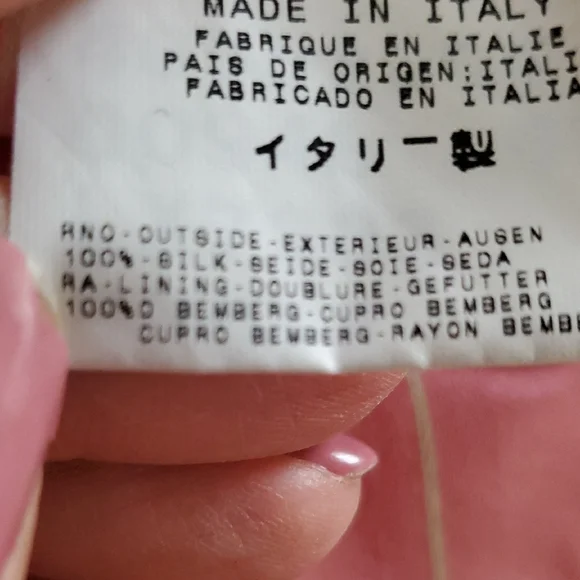 MADE IN ITALY
FABRIQUE EN ITALIE
PAIS DE ORIGEN:ITALI
FABRICADO EN ITALIA
イタリー製
RNO-OUTSIDE-EXTERIEUR-AUSEN
100%-SILK-SEIDE-SOIE-SEDA
RA-LINING-DOUBLURE-GEFUTTER
100%D BEMBERG-CUPRO BEMBERG
CUPRO BEMBERG-RAYON BEMBE